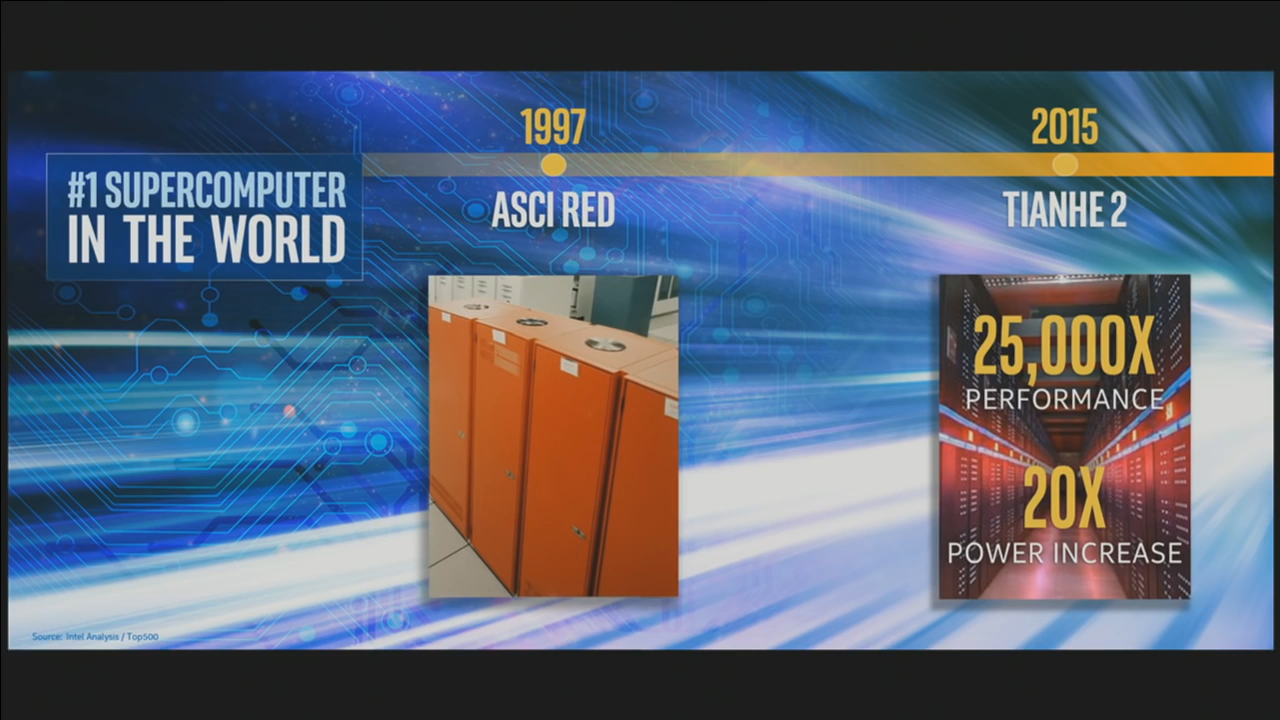 #1 SUPERCOMPUTER
IN THE WORLD
1997
ASCI RED
2015
TIANHE 2
25,000X
PERFORMANCE
20X
POWER INCREASE
Source: Intel Analysis / Top500